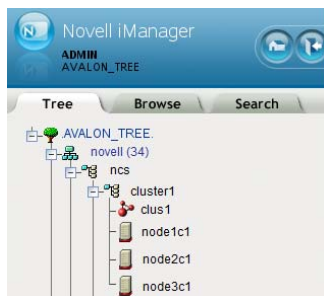 Novell iManager
ADMIN
AVALON_TREE
Tree Browse Search
.AVALON_TREE.
novell (34)
ncs
cluster1
clus1
node1c1
node2c1
node3c1